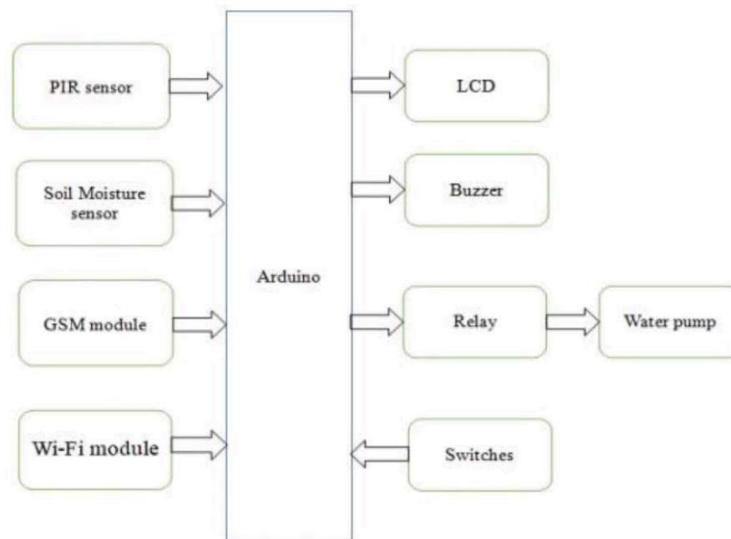 PIR sensor
LCD
Soil Moisture
sensor
Buzzer
Arduino
GSM module
Relay
Water pump
Wi-Fi module
Switches